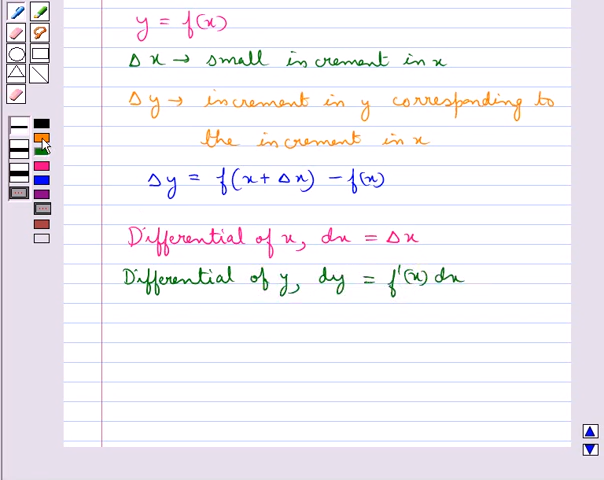 y = f(x)
Δx → small increment in x
Δy → increment in y corresponding to
the increment in x
Δy = f(x + Δx) - f(x)
Differential of x, dx = Δx
Differential of y, dy = f'(x) dx